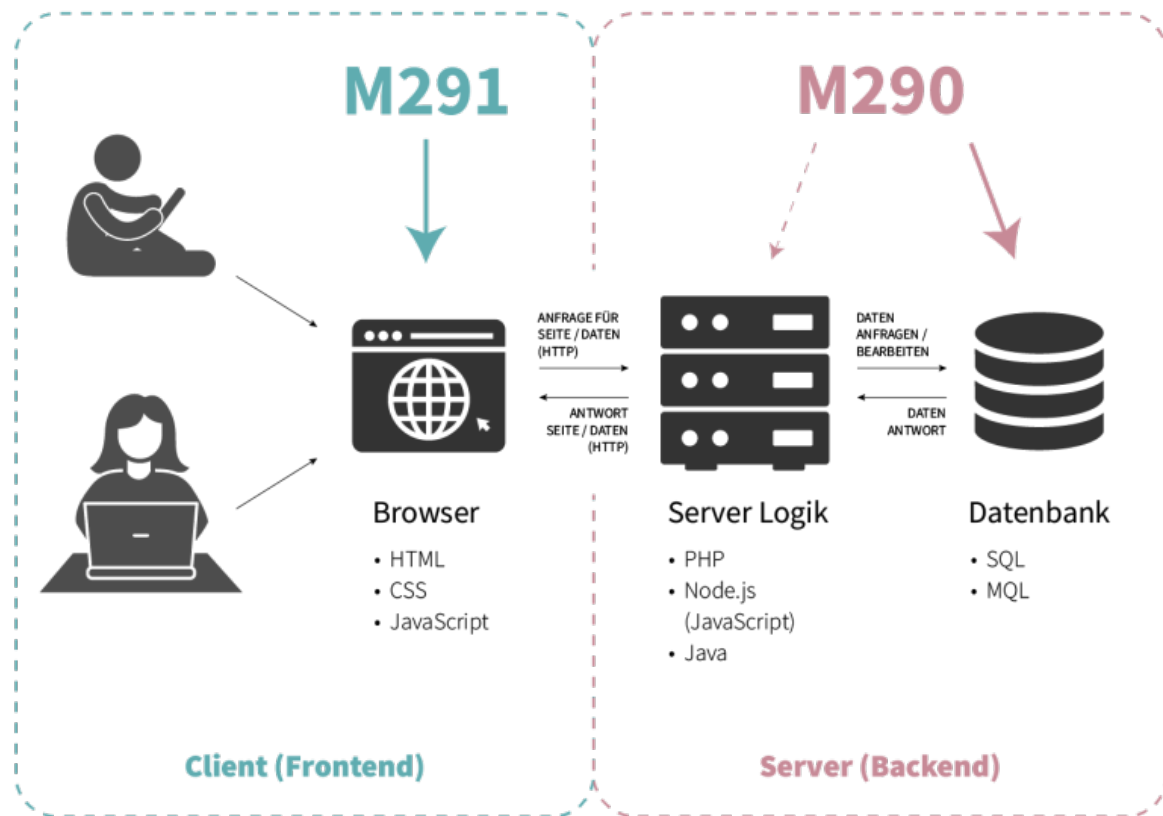 M291
M290
ANFRAGE FÜR
SEITE / DATEN
(HTTP)
ANTWORT
SEITE / DATEN
(HTTP)
DATEN
ANFRAGEN /
BEARBEITEN
DATEN
ANTWORT
Browser
• HTML
• CSS
• JavaScript
Server Logik
• PHP
• Node.js
(JavaScript)
• Java
Datenbank
• SQL
• MQL
Client (Frontend)
Server (Backend)